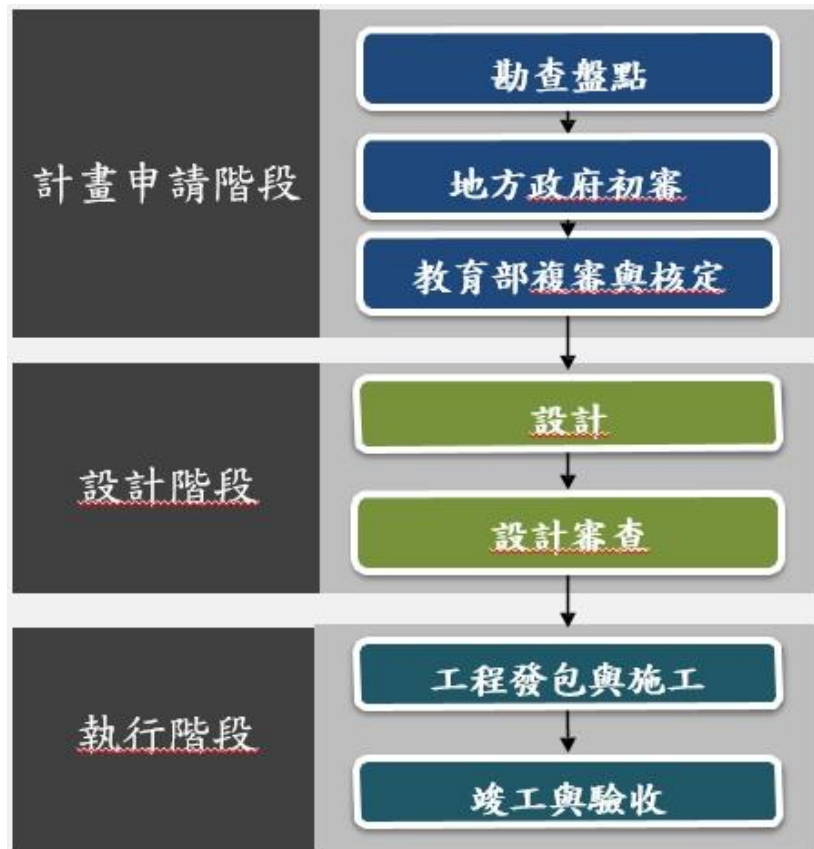 計畫申請階段
勘查盤點
地方政府初審
教育部複審與核定
設計階段
設計
設計審查
執行階段
工程發包與施工
竣工與驗收